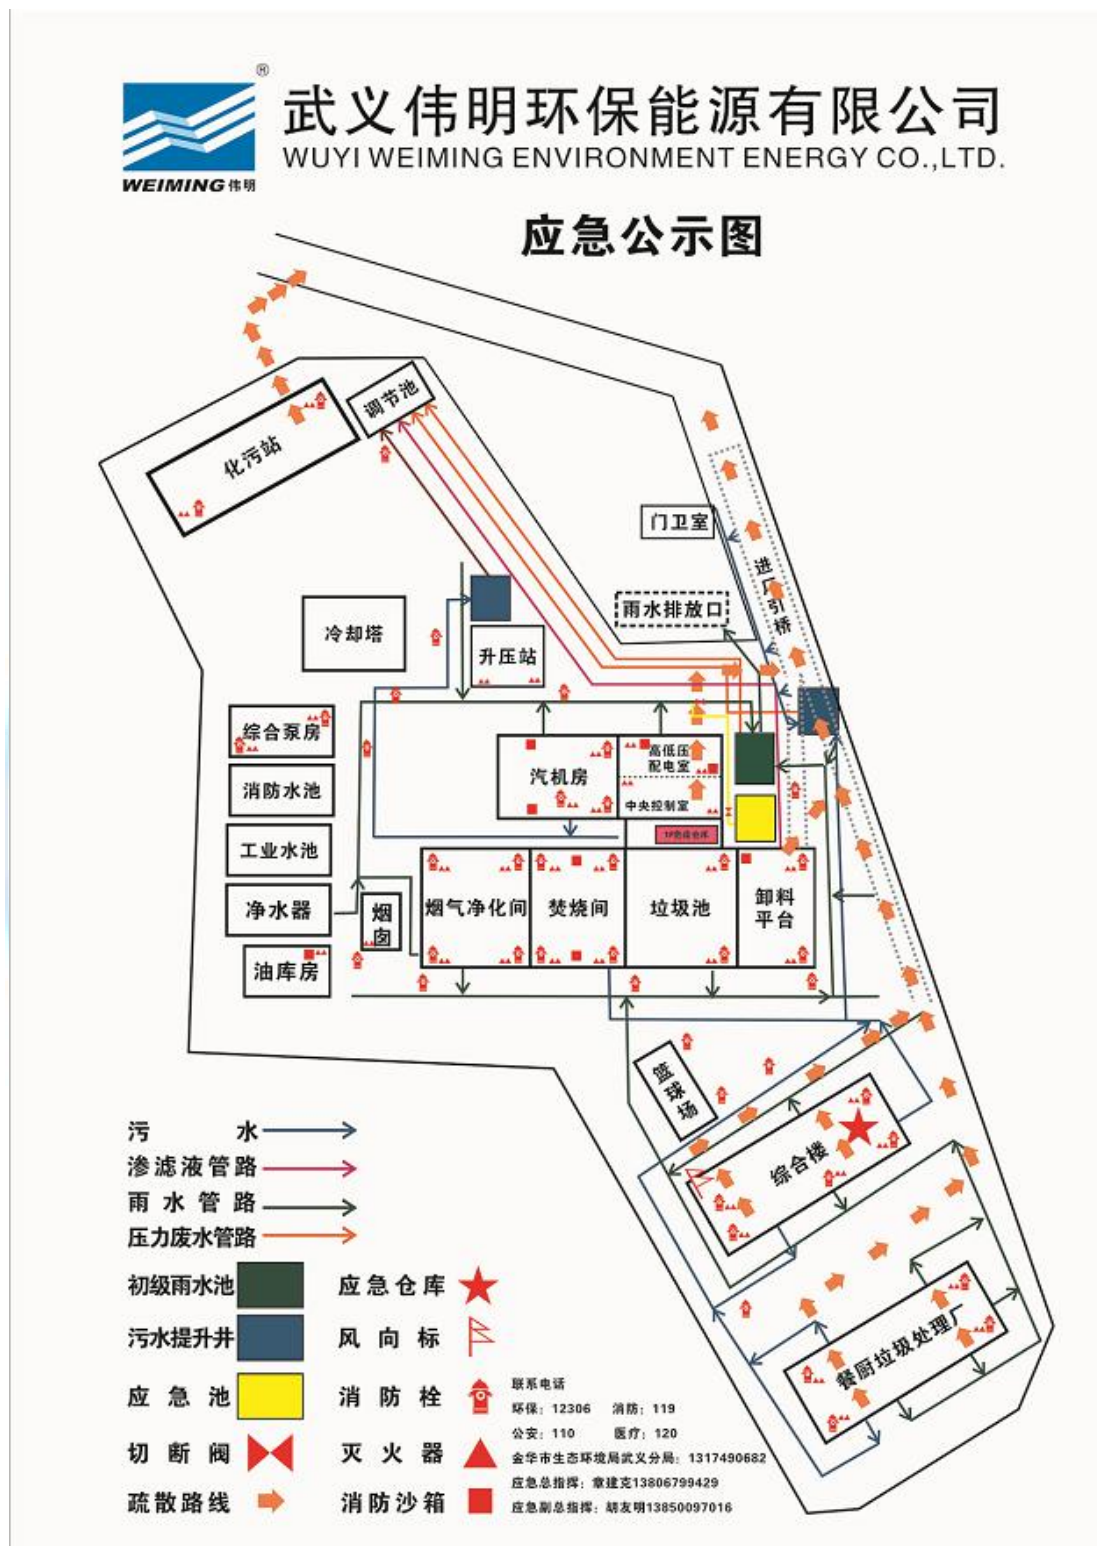 ®
WEIMING 伟明
武义伟明环保能源有限公司
WUYI WEIMING ENVIRONMENT ENERGY CO.,LTD.
应急公示图
调节池
化污站
门卫室
进厂引桥
雨水排放口
冷却塔
升压站
综合泵房
消防水池
工业水池
净水器
油库房
烟囱
汽机房
高低压
配电室
中央控制室
烟气净化间
焚烧间
垃圾池
卸料
平台
篮球场
综合楼
餐厨垃圾处理厂
污水
渗滤液管路
雨水管路
压力废水管路
初级雨水池
应急仓库
污水提升井
风向标
应急池
消防栓
切断阀
灭火器
疏散路线
消防沙箱
联系电话
环保：12306 消防：119
公安：110 医疗：120
金华市生态环境局武义分局：1317490682
应急总指挥：章建克13806799429
应急副总指挥：胡友明13850097016